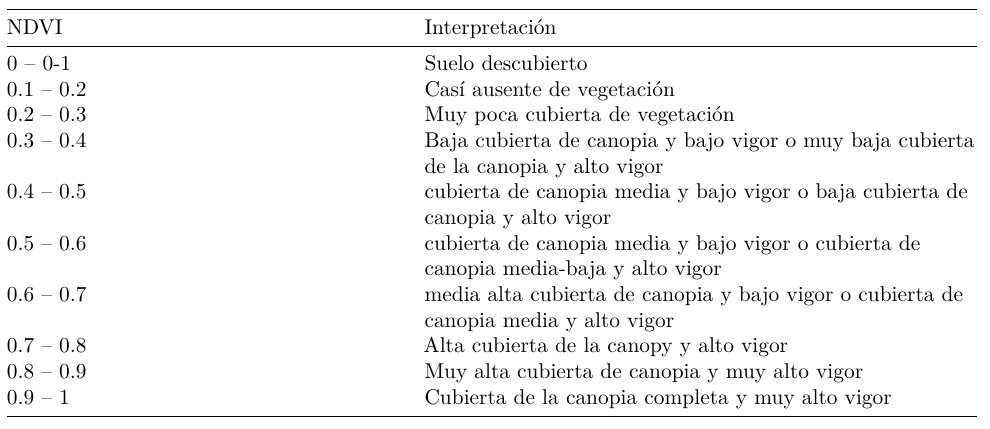 NDVI Interpretación
0 – 0-1 Suelo descubierto
0.1 – 0.2 Casí ausente de vegetación
0.2 – 0.3 Muy poca cubierta de vegetación
0.3 – 0.4 Baja cubierta de canopia y bajo vigor o muy baja cubierta
de la canopia y alto vigor
0.4 – 0.5 cubierta de canopia media y bajo vigor o baja cubierta de
canopia y alto vigor
0.5 – 0.6 cubierta de canopia media y bajo vigor o cubierta de
canopia media-baja y alto vigor
0.6 – 0.7 media alta cubierta de canopia y bajo vigor o cubierta de
canopia media y alto vigor
0.7 – 0.8 Alta cubierta de la canopy y alto vigor
0.8 – 0.9 Muy alta cubierta de canopia y muy alto vigor
0.9 – 1 Cubierta de la canopia completa y muy alto vigor